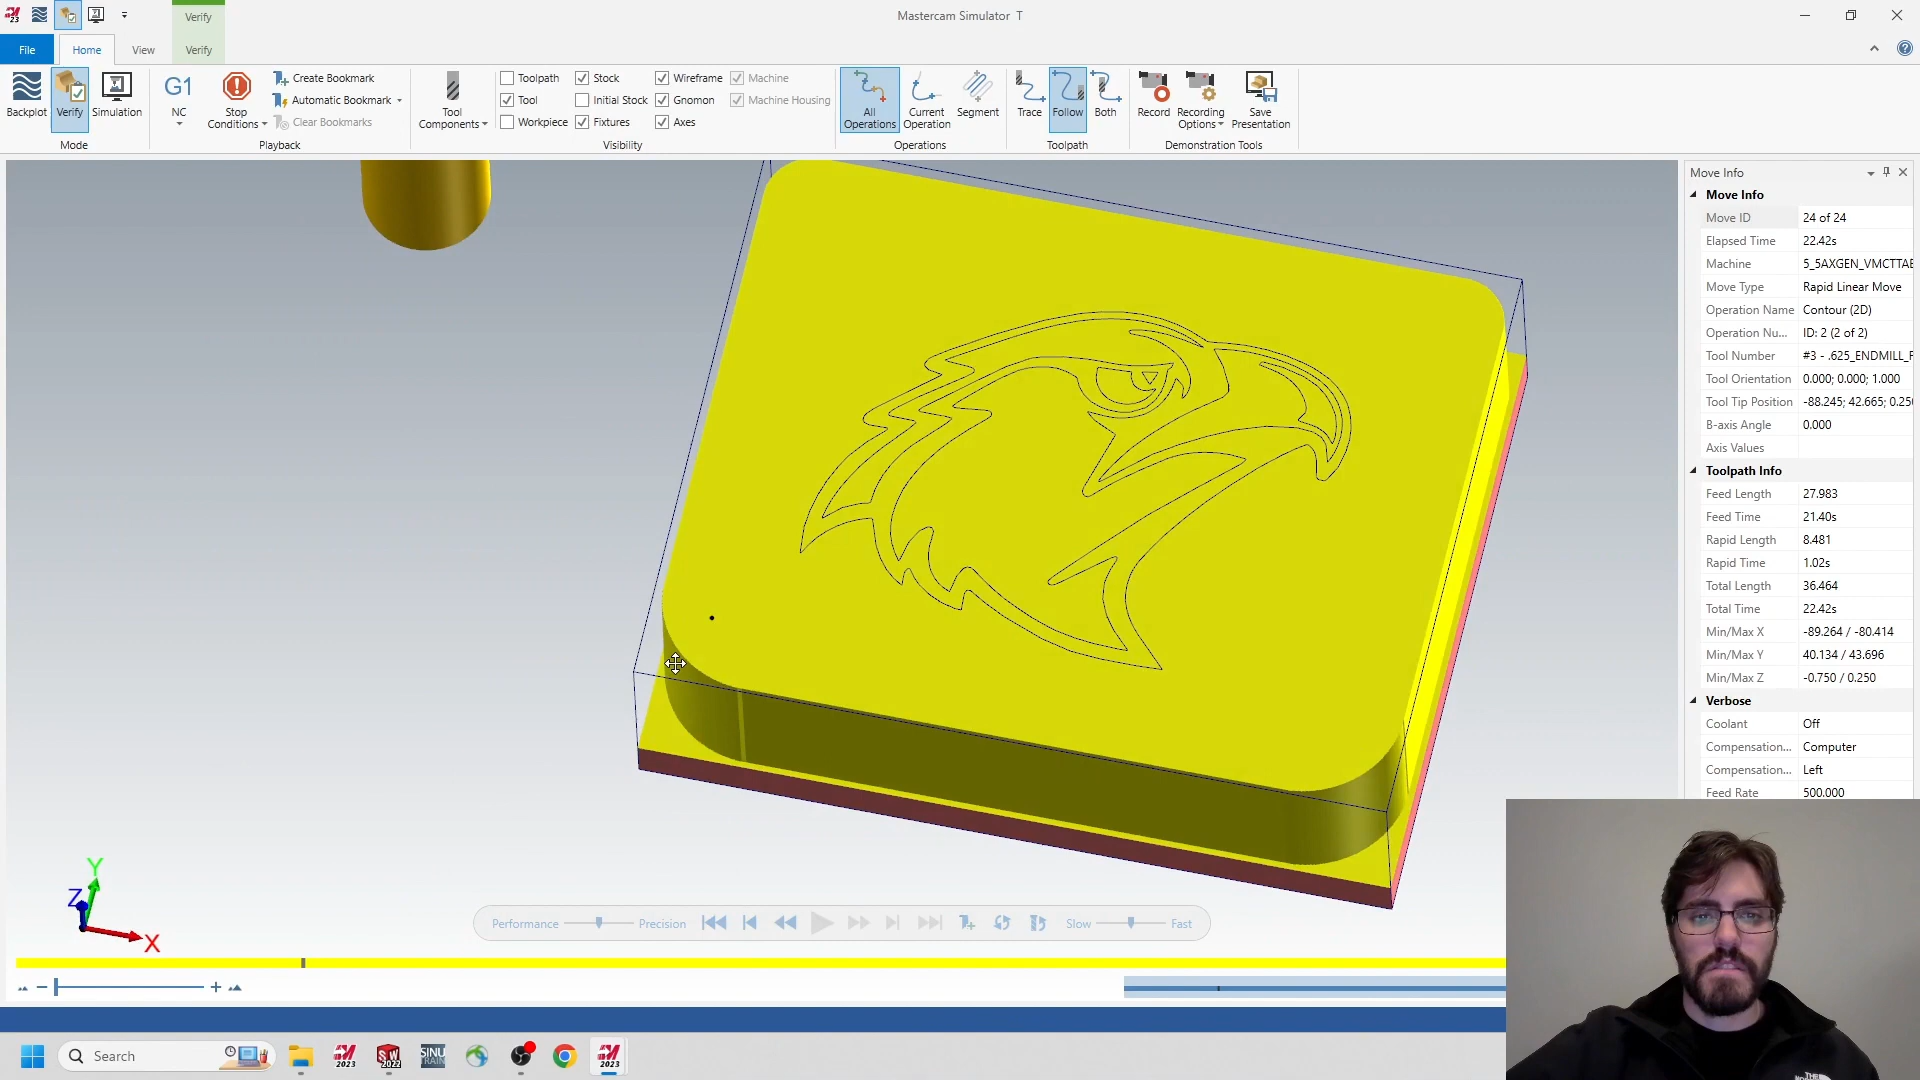 Mastercam Simulator T
Verify
File
Home
View
Verify
Backplot
Verify
Simulation
Mode
G1
NC
Stop
Conditions
Create Bookmark
Automatic Bookmark
Clear Bookmarks
Playback
Tool
Components
Toolpath
Tool
Workpiece
Stock
Initial Stock
Fixtures
Wireframe
Gnomon
Axes
Machine
Machine Housing
Visibility
All
Operations
Current
Operation
Segment
Operations
Trace
Follow
Both
Toolpath
Record
Recording
Options
Save
Presentation
Demonstration Tools
Move Info
Move Info
Move ID 24 of 24
Elapsed Time 22.42s
Machine 5_5AXGEN_VMCTTAE
Move Type Rapid Linear Move
Operation Name Contour (2D)
Operation Nu... ID: 2 (2 of 2)
Tool Number #3 - .625_ENDMILL_F
Tool Orientation 0.000; 0.000; 1.000
Tool Tip Position -88.245; 42.665; 0.250
B-axis Angle 0.000
Axis Values
Toolpath Info
Feed Length 27.983
Feed Time 21.40s
Rapid Length 8.481
Rapid Time 1.02s
Total Length 36.464
Total Time 22.42s
Min/Max X -89.264 / -80.414
Min/Max Y 40.134 / 43.696
Min/Max Z -0.750 / 0.250
Verbose
Coolant Off
Compensation... Computer
Compensation... Left
Feed Rate 500.000
Y
Z
X
Performance
Precision
Slow
Fast
Search
2023
SW
2022
SINU
TRAIN
2023
THE